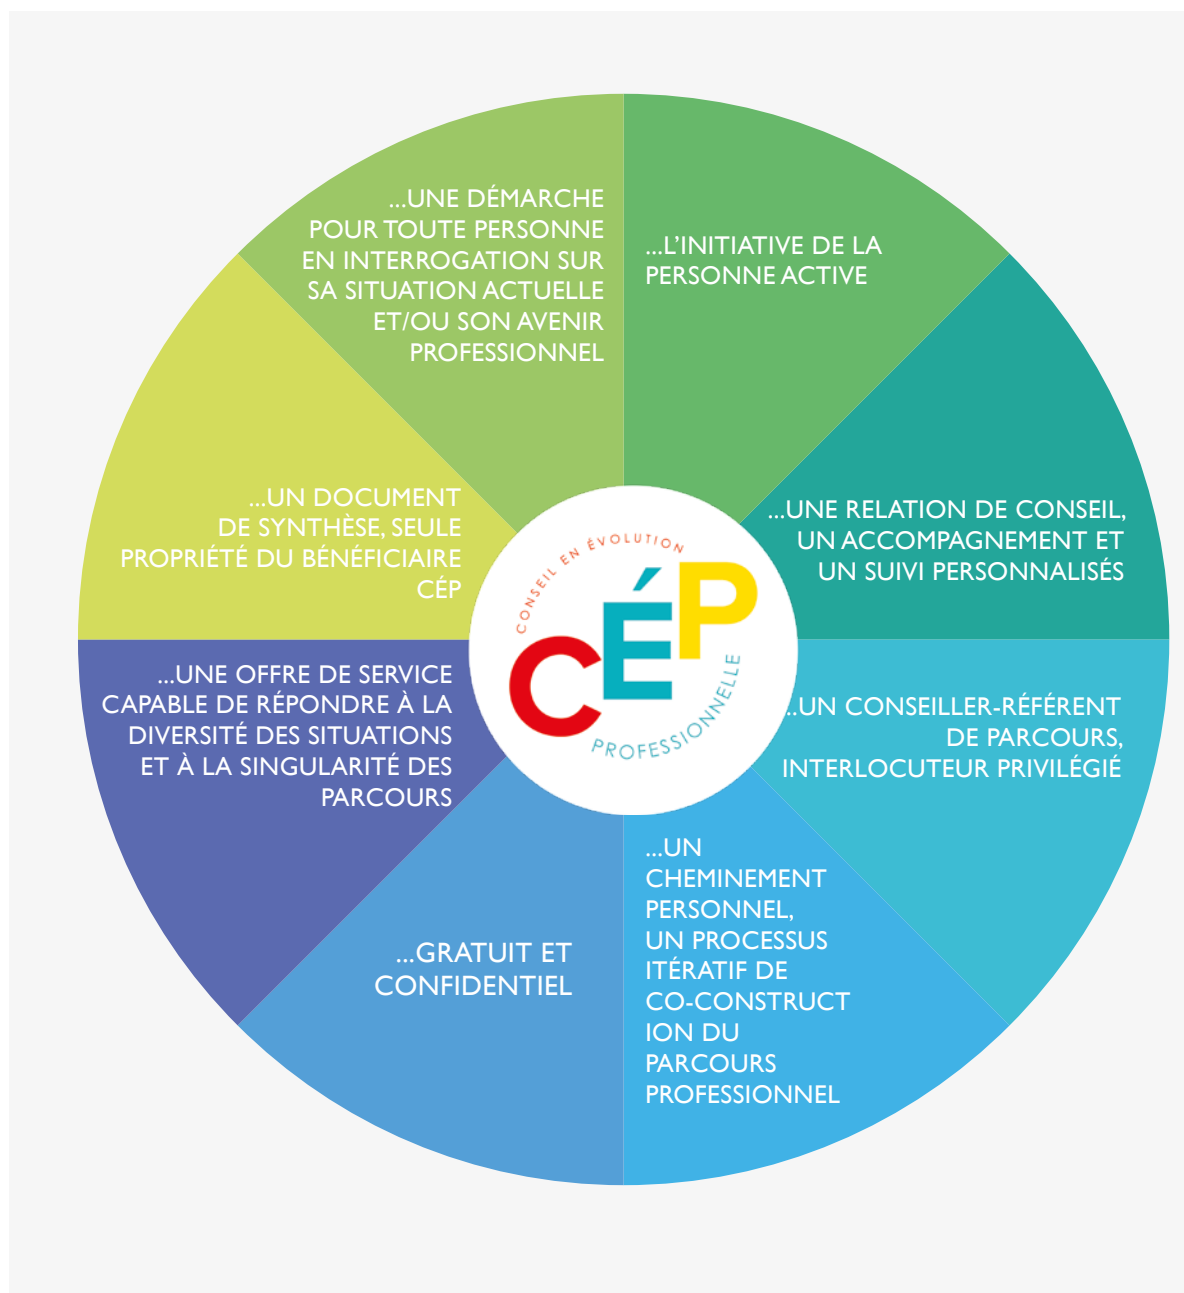 ...UNE DÉMARCHE
POUR TOUTE PERSONNE
EN INTERROGATION SUR
SA SITUATION ACTUELLE
ET/OU SON AVENIR
PROFESSIONNEL
...L'INITIATIVE DE LA
PERSONNE ACTIVE
...UNE RELATION DE CONSEIL,
UN ACCOMPAGNEMENT ET
UN SUIVI PERSONNALISÉS
...UN CONSEILLER-RÉFÉRENT
DE PARCOURS,
INTERLOCUTEUR PRIVILÉGIÉ
...UN
CHEMINEMENT
PERSONNEL,
UN PROCESSUS
ITÉRATIF DE
CO-CONSTRUCT
ION DU
PARCOURS
PROFESSIONNEL
...GRATUIT ET
CONFIDENTIEL
...UNE OFFRE DE SERVICE
CAPABLE DE RÉPONDRE À LA
DIVERSITÉ DES SITUATIONS
ET À LA SINGULARITÉ DES
PARCOURS
...UN DOCUMENT
DE SYNTHÈSE, SEULE
PROPRIÉTÉ DU BÉNÉFICIAIRE
CÉP
CONSEIL EN ÉVOLUTION
CÉP
PROFESSIONNELLE